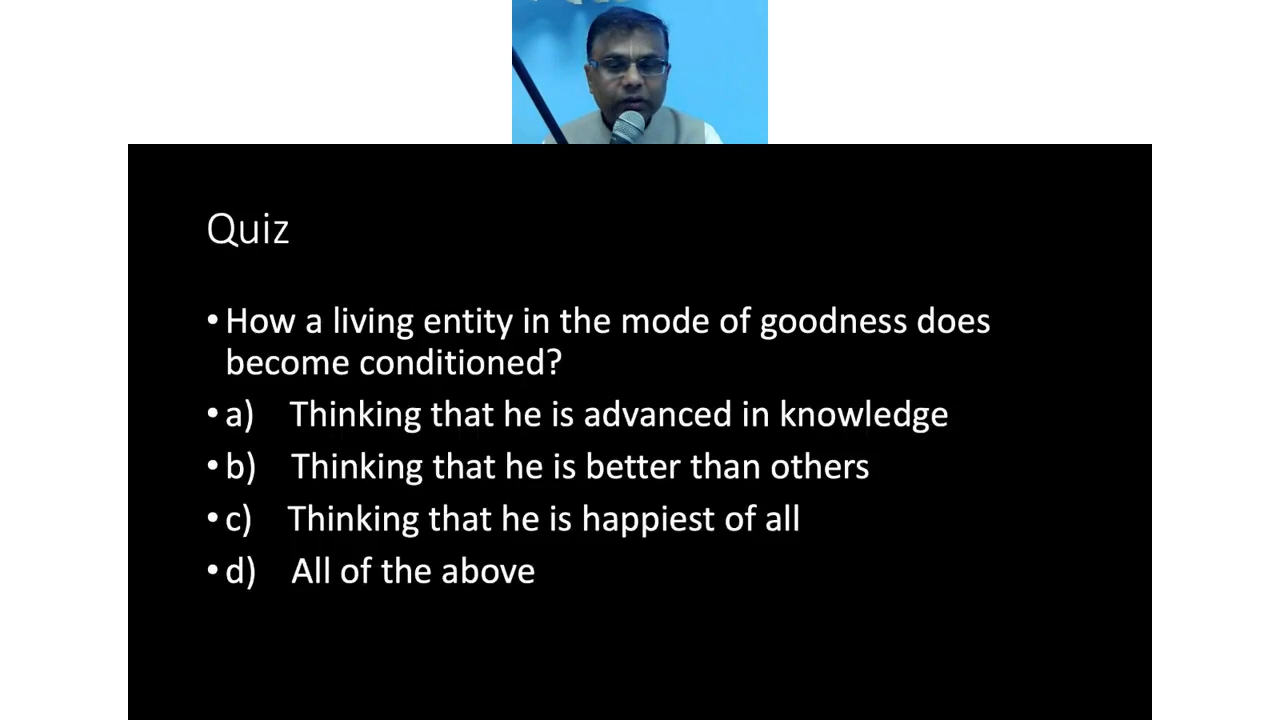 Quiz
• How a living entity in the mode of goodness does
become conditioned?
• a) Thinking that he is advanced in knowledge
• b) Thinking that he is better than others
• c) Thinking that he is happiest of all
• d) All of the above